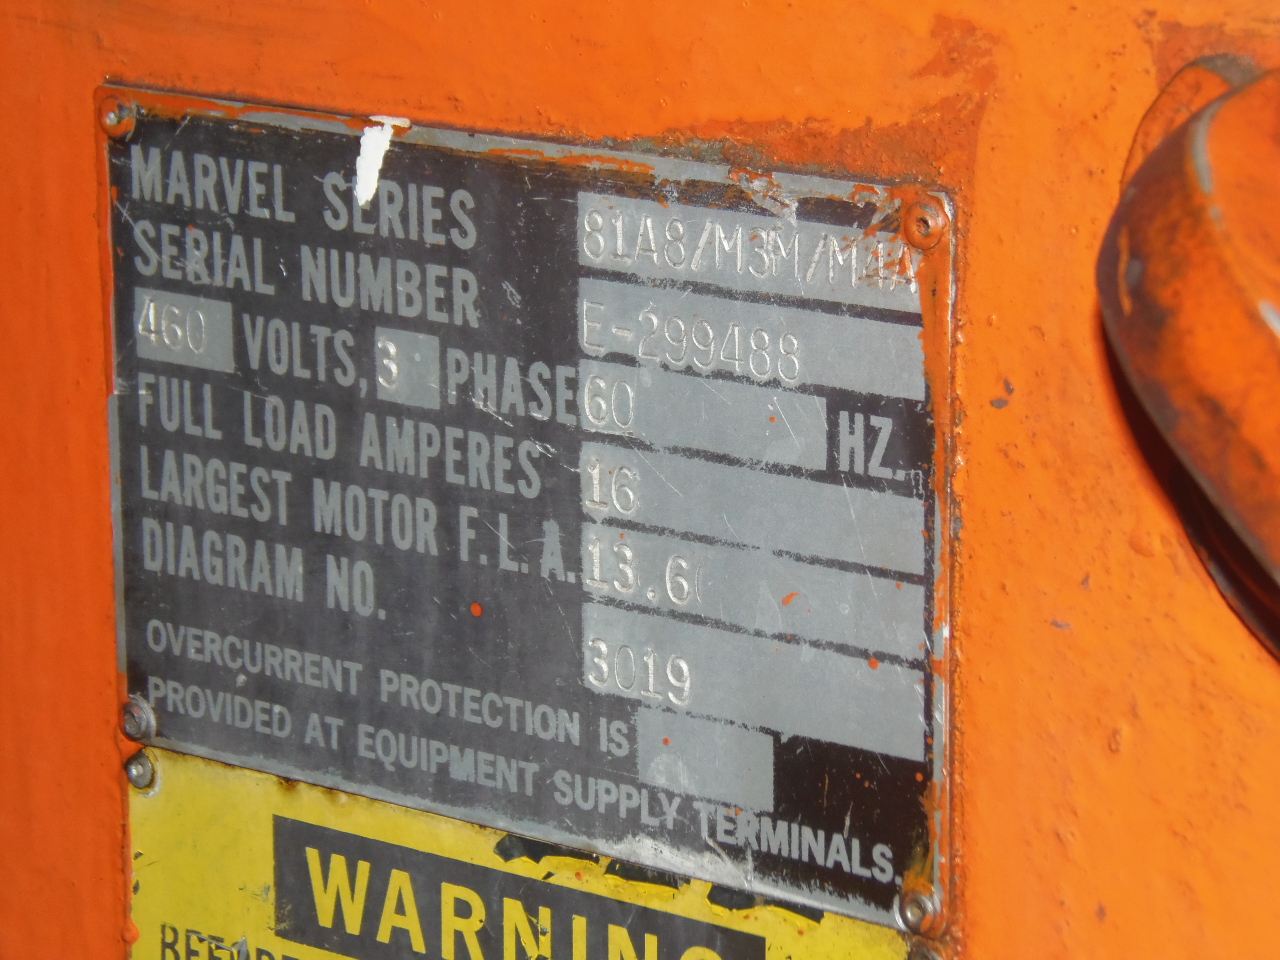 MARVEL SERIES 81A8/M3M/M4A
SERIAL NUMBER E-299488
460 VOLTS, 3 PHASE 60 HZ.
FULL LOAD AMPERES 16
LARGEST MOTOR F.L.A. 13.6
DIAGRAM NO. 3019
OVERCURRENT PROTECTION IS
PROVIDED AT EQUIPMENT SUPPLY TERMINALS.
WARNING